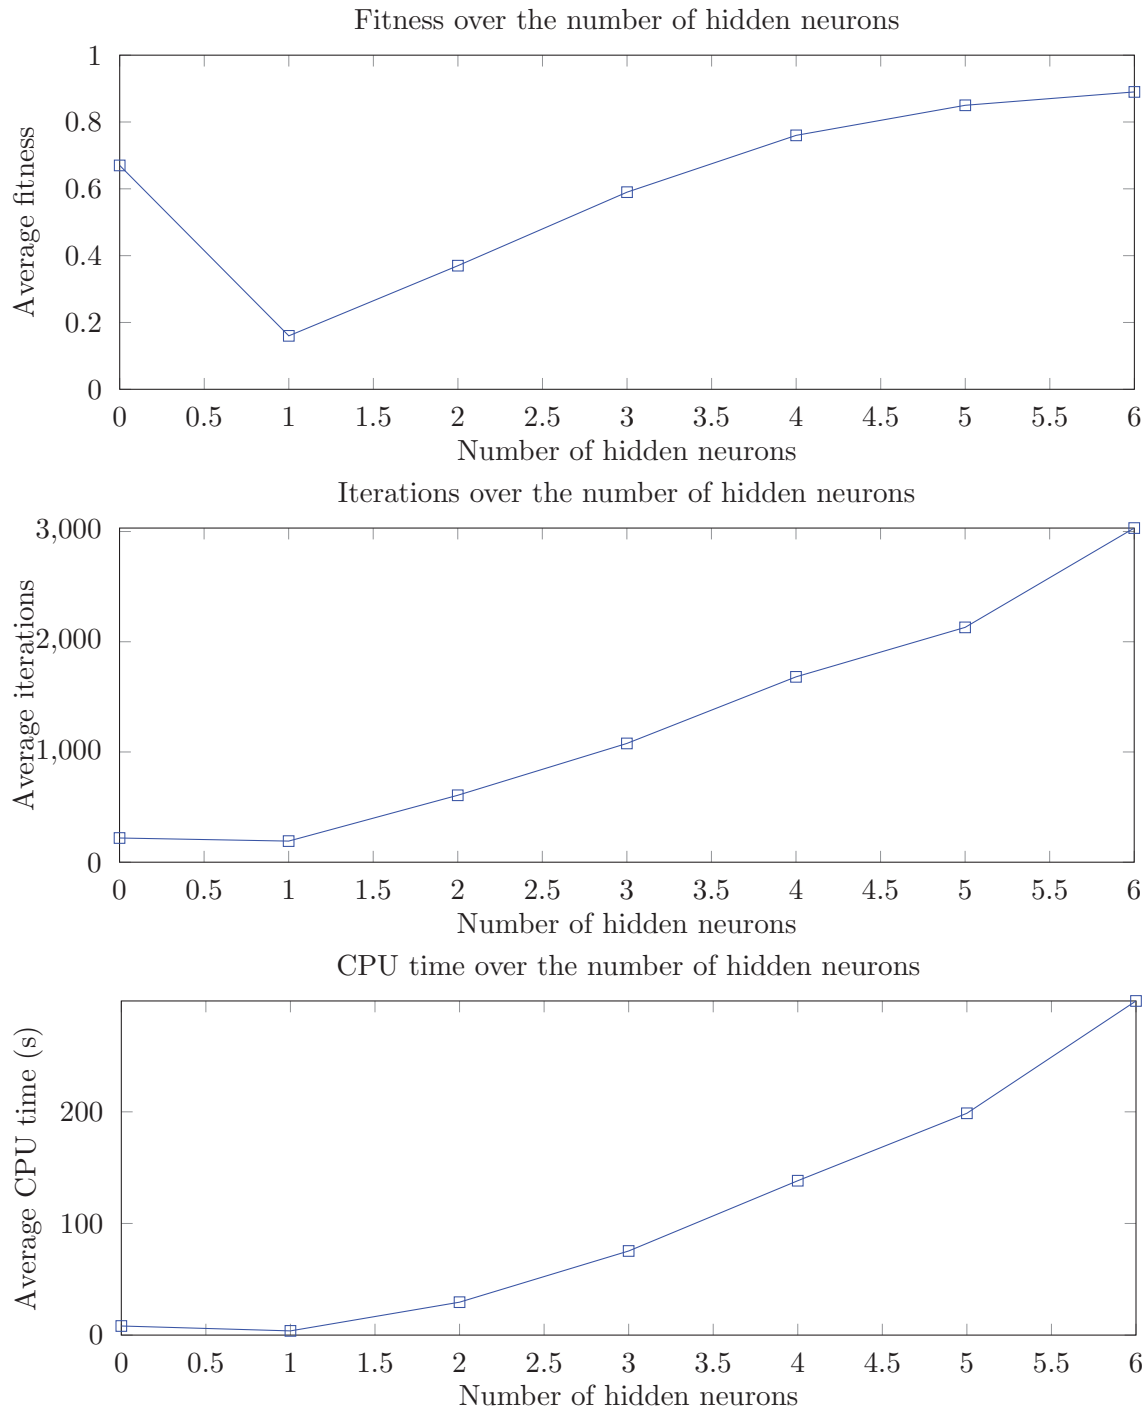 Fitness over the number of hidden neurons
Average fitness
1
0.8
0.6
0.4
0.2
0
0 0.5 1 1.5 2 2.5 3 3.5 4 4.5 5 5.5 6
Number of hidden neurons
Iterations over the number of hidden neurons
Average iterations
3,000
2,000
1,000
0
0 0.5 1 1.5 2 2.5 3 3.5 4 4.5 5 5.5 6
Number of hidden neurons
CPU time over the number of hidden neurons
Average CPU time (s)
200
100
0
0 0.5 1 1.5 2 2.5 3 3.5 4 4.5 5 5.5 6
Number of hidden neurons